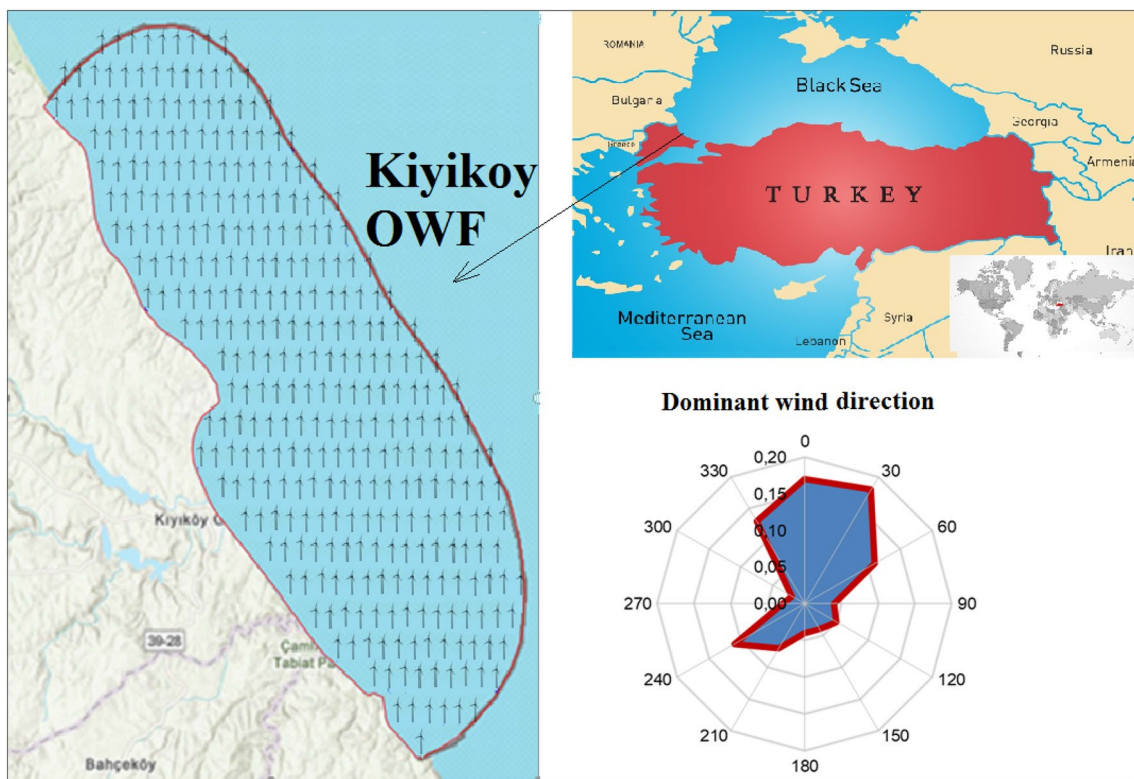 Kiyikoy
OWF
Kıyıköy
39-28
Tabiat
Bahçeköy
ROMANIA
Russia
Black Sea
Bulgaria
Georgia
Greece
Armenia
TURKEY
Iran
Mediterranean
Sea
Syria
Lebanon
Dominant wind direction
0
30
60
90
120
150
180
210
240
270
300
330
0,20
0,15
0,10
0,05
0,00